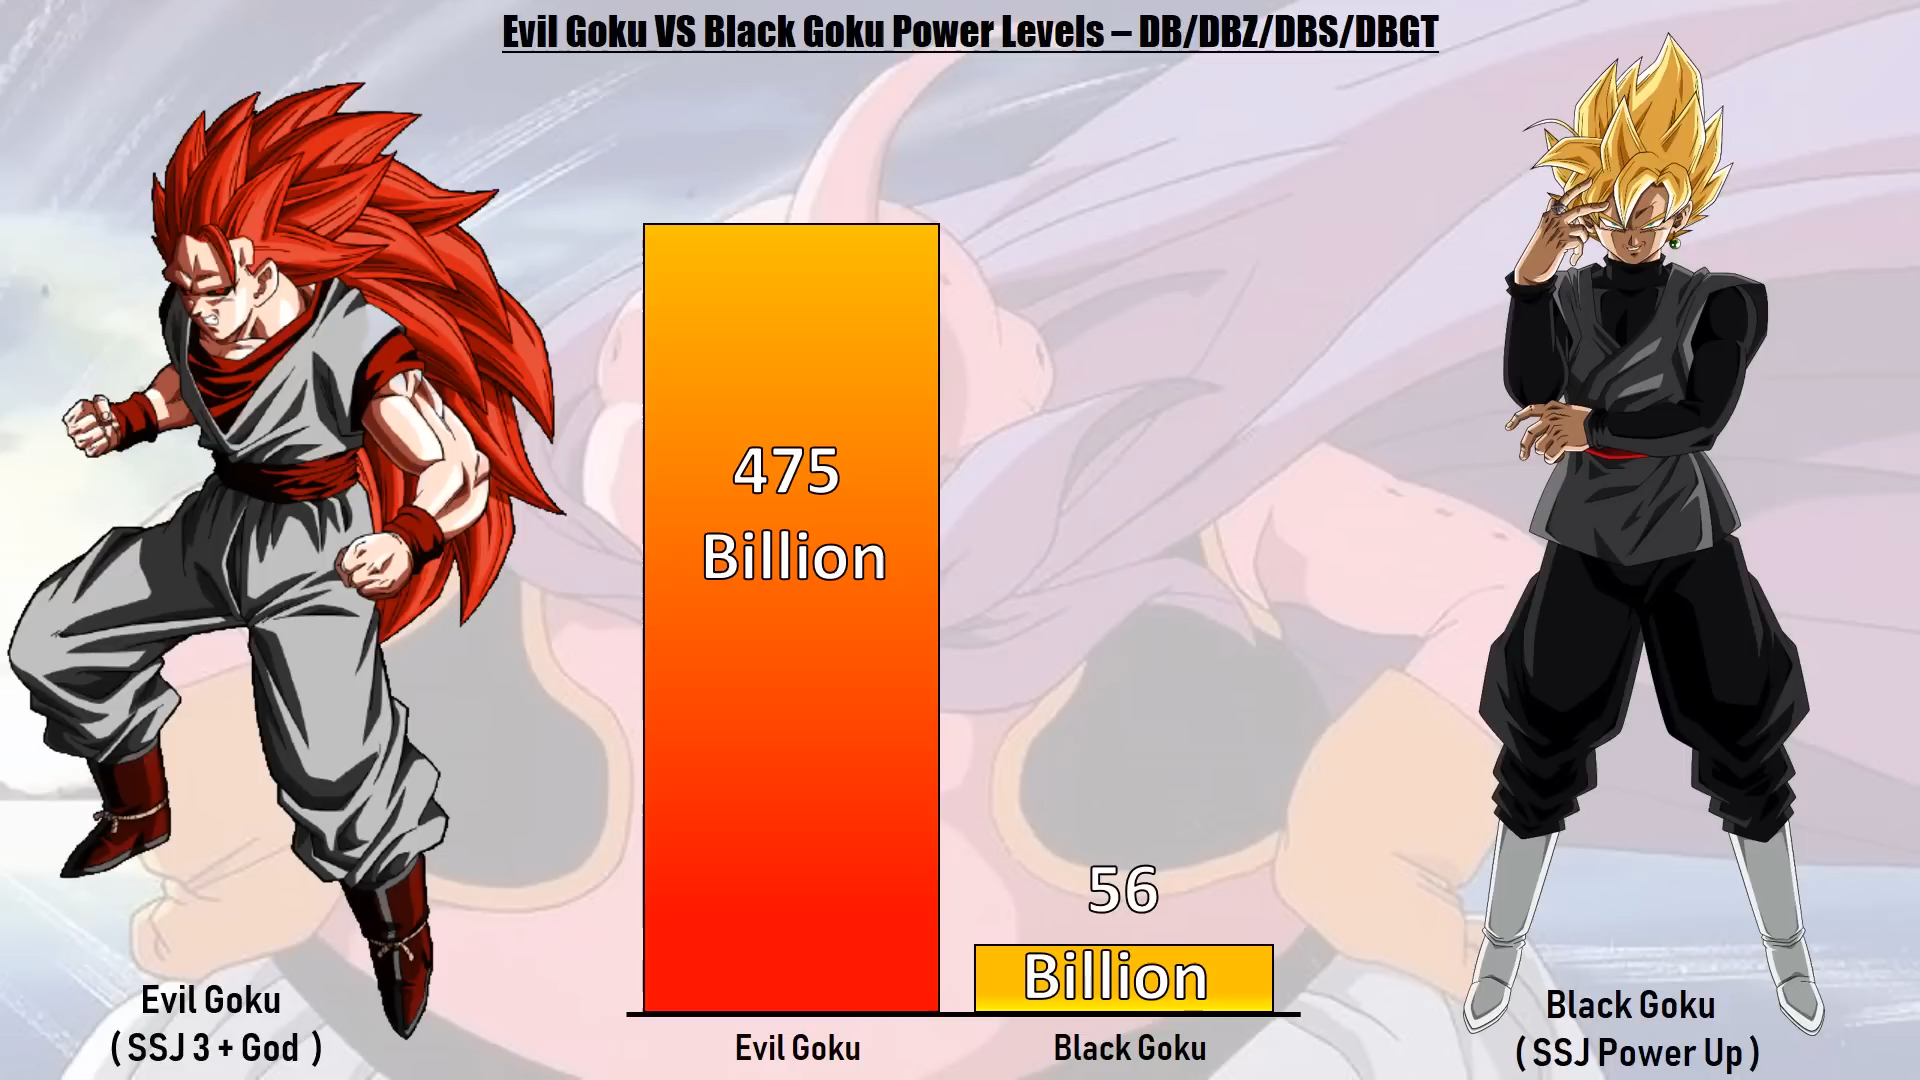 Evil Goku VS Black Goku Power Levels – DB/DBZ/DBS/DBGT
475
Billion
56
Billion
Evil Goku
( SSJ 3 + God )
Evil Goku
Black Goku
Black Goku
( SSJ Power Up )